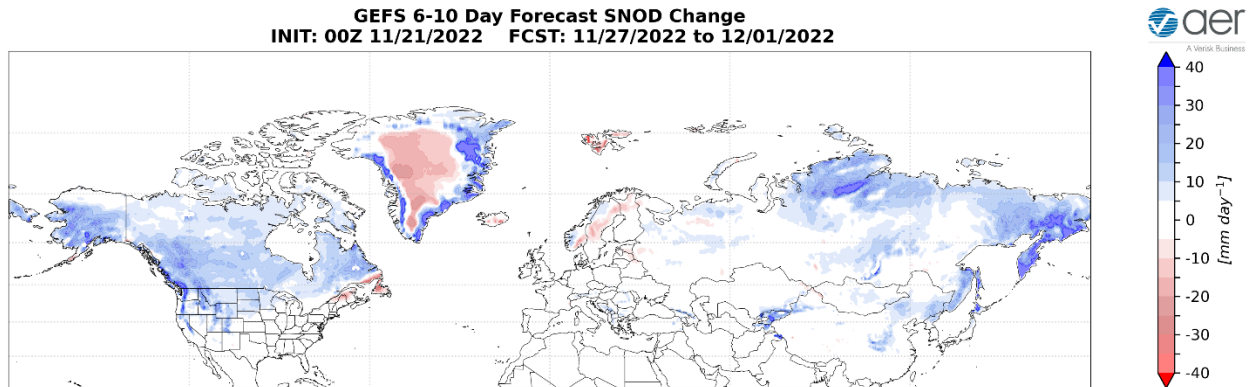 GEFS 6-10 Day Forecast SNOD Change
INIT: 00Z 11/21/2022    FCST: 11/27/2022 to 12/01/2022
aer
A Verisk Business
40
30
20
10
0
-10
-20
-30
-40
[mm day⁻¹]